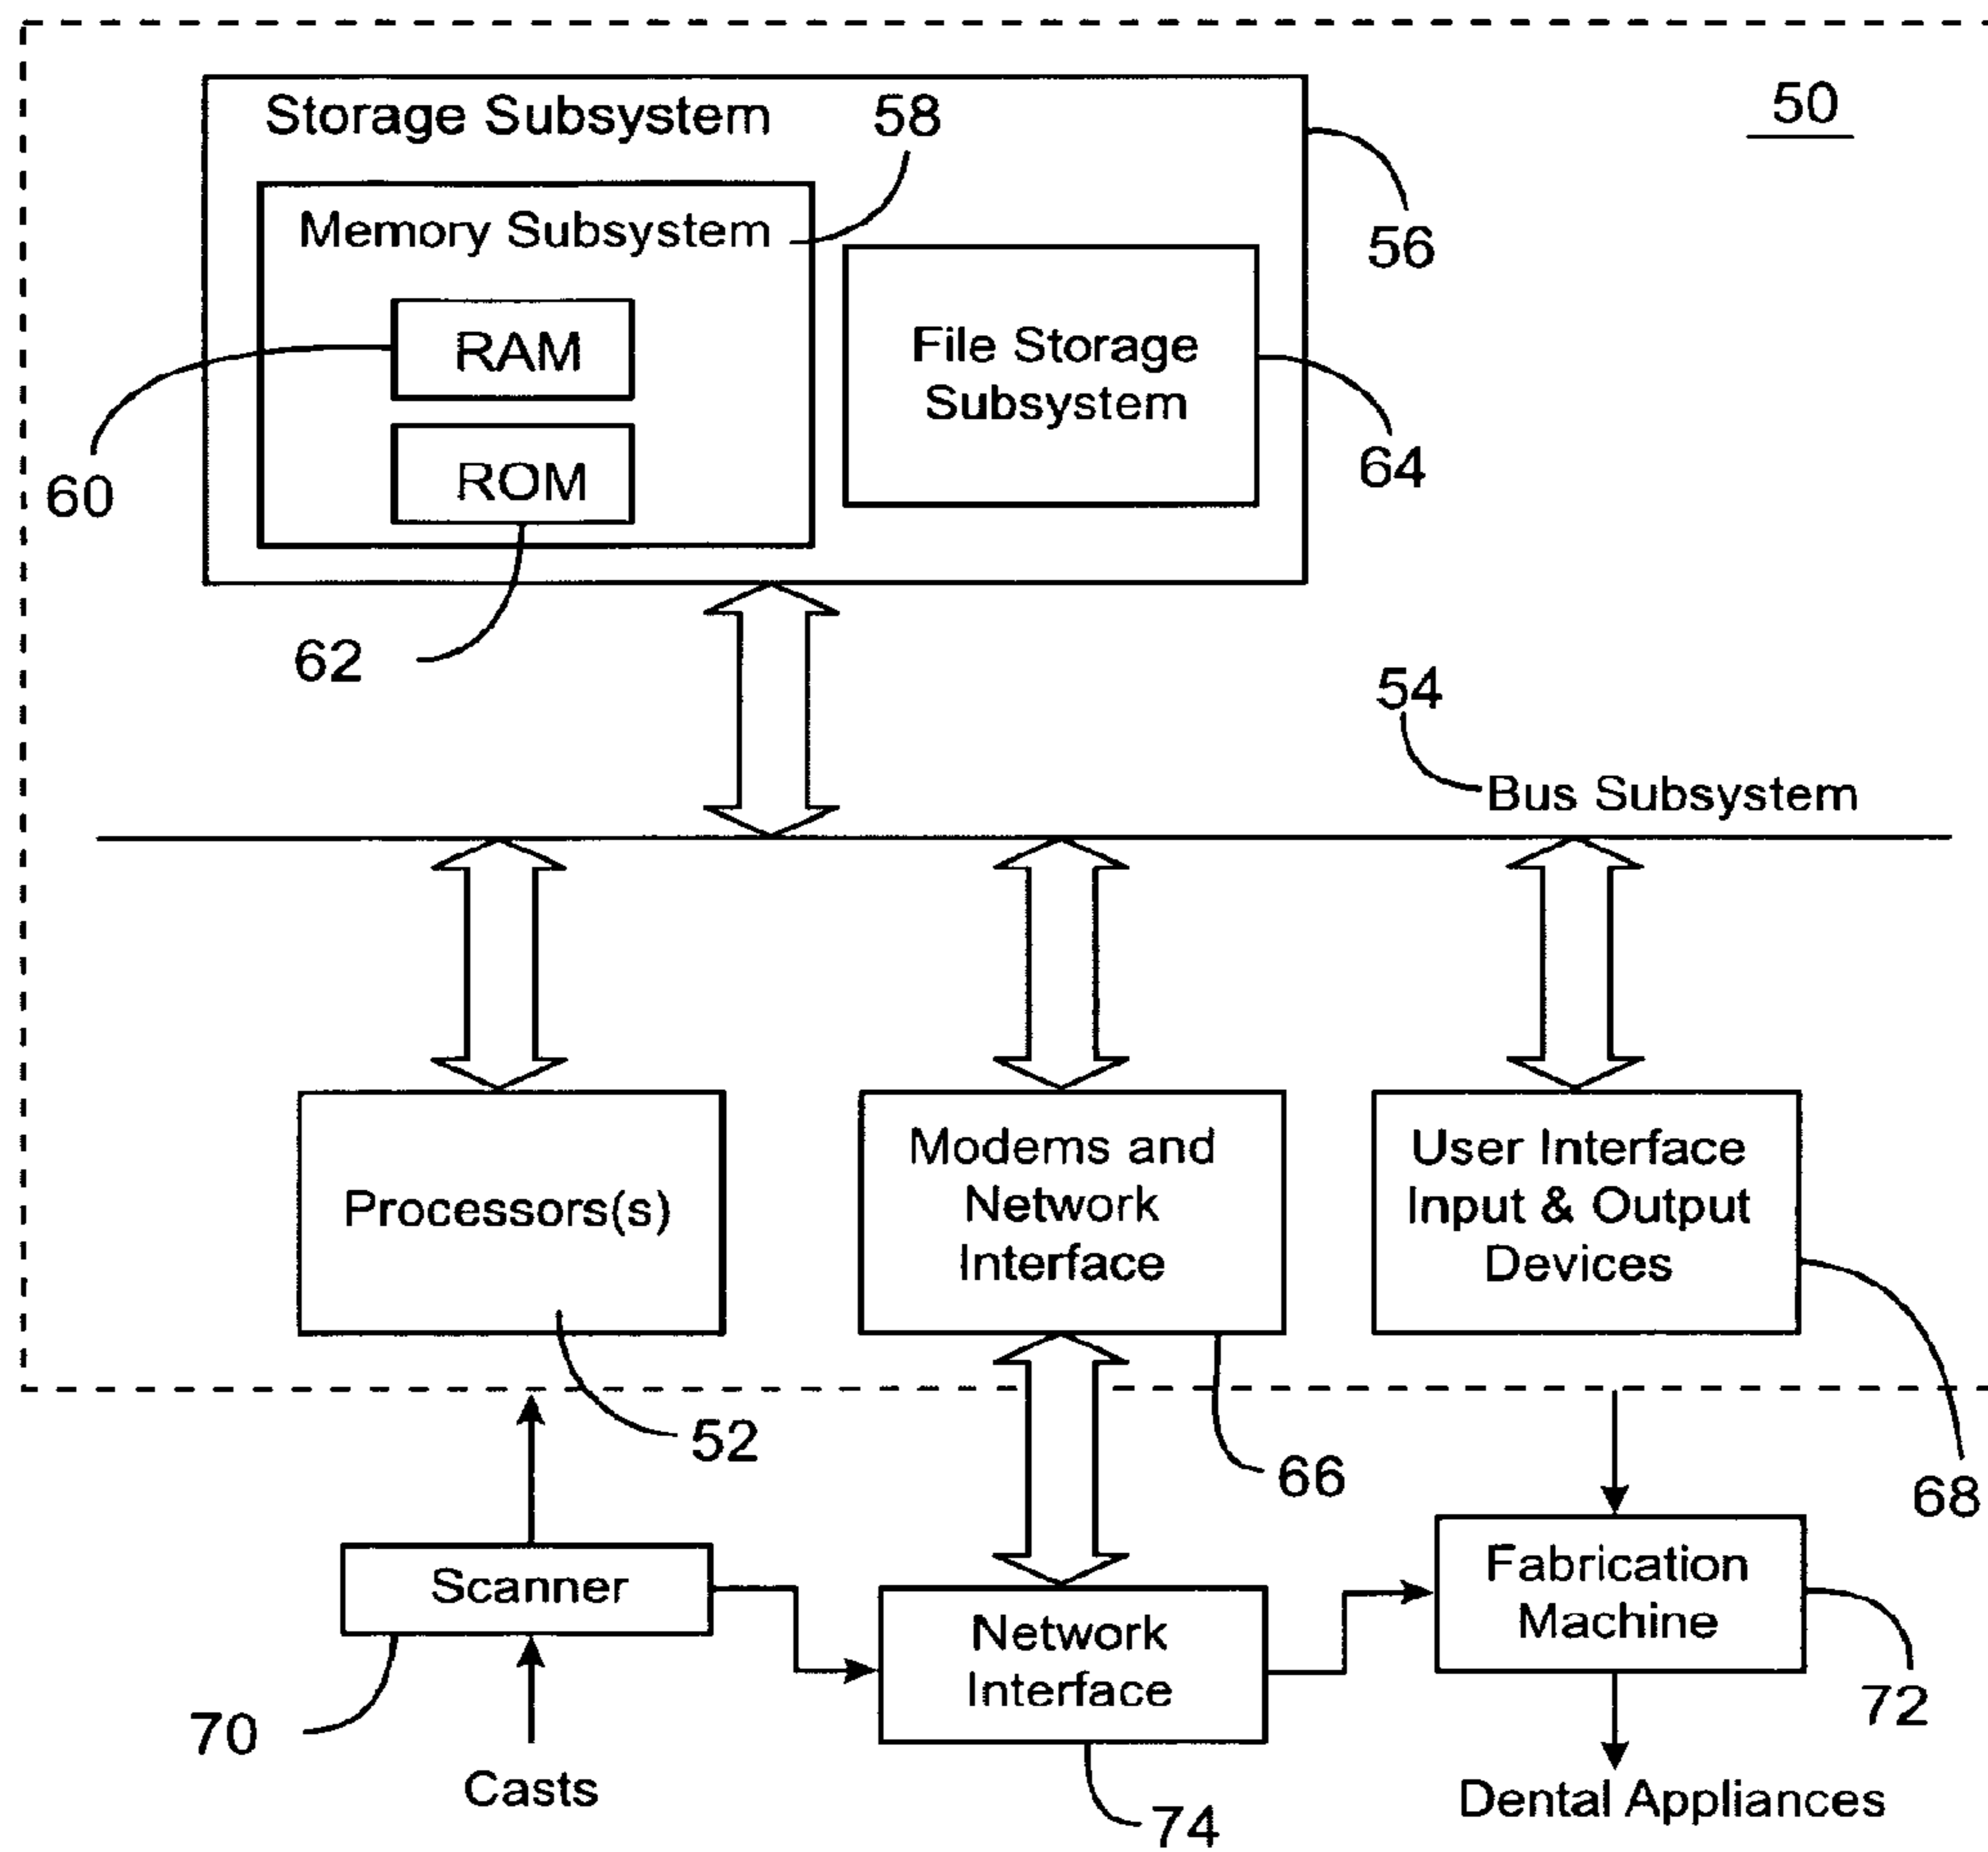 50
Storage Subsystem
58
56
Memory Subsystem
RAM
ROM
File Storage
Subsystem
60
64
62
54
Bus Subsystem
Processors(s)
Modems and
Network
Interface
User Interface
Input & Output
Devices
52
66
68
Scanner
Network
Interface
Fabrication
Machine
70
72
Casts
74
Dental Appliances